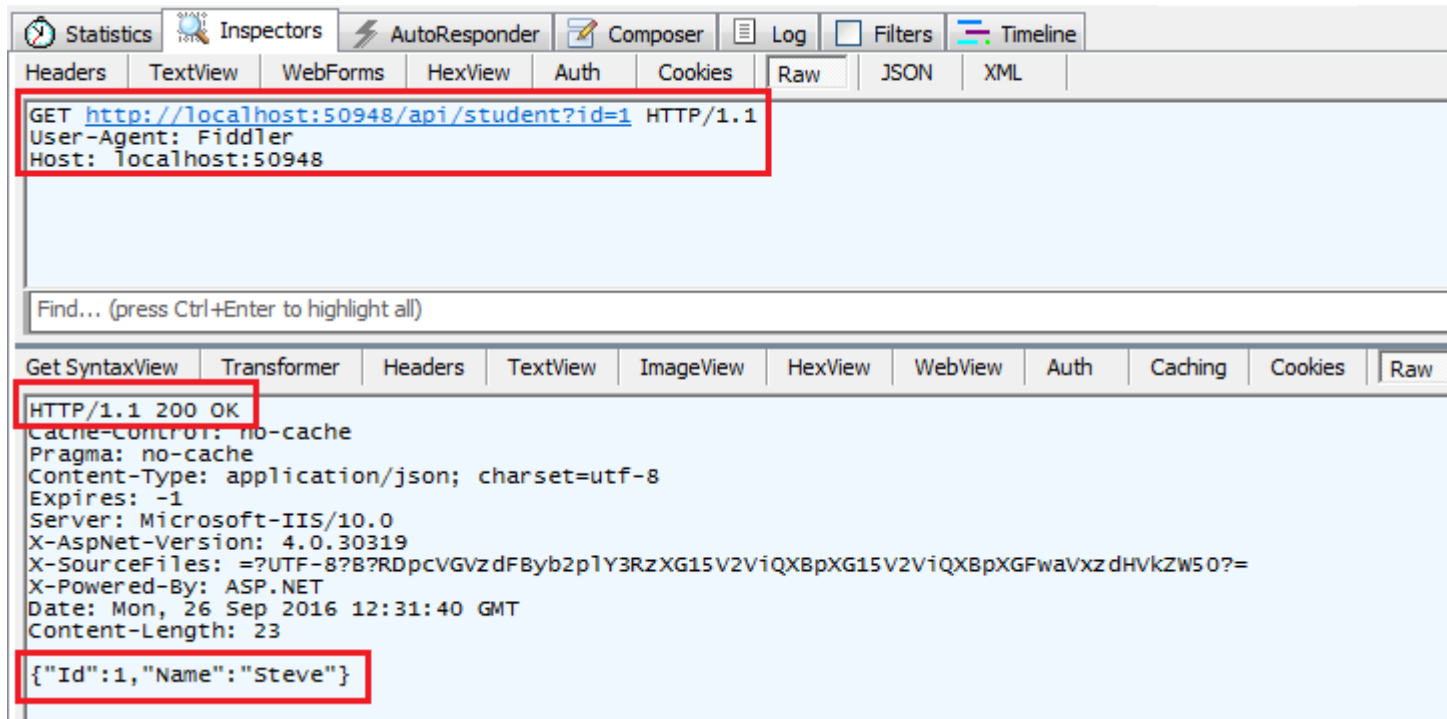 Statistics Inspectors AutoResponder Composer Log Filters Timeline
Headers TextView WebForms HexView Auth Cookies Raw JSON XML
GET http://localhost:50948/api/student?id=1 HTTP/1.1
User-Agent: Fiddler
Host: localhost:50948
Find... (press Ctrl+Enter to highlight all)
Get SyntaxView Transformer Headers TextView ImageView HexView WebView Auth Caching Cookies Raw
HTTP/1.1 200 OK
Cache-Control: no-cache
Pragma: no-cache
Content-Type: application/json; charset=utf-8
Expires: -1
Server: Microsoft-IIS/10.0
X-AspNet-Version: 4.0.30319
X-SourceFiles: =?UTF-8?B?RDpcVGVzdFByb2plY3RzXG15V2ViQXBpXG15V2ViQXBpXGFwaVxzdHVkZW50?=
X-Powered-By: ASP.NET
Date: Mon, 26 Sep 2016 12:31:40 GMT
Content-Length: 23
{"Id":1,"Name":"Steve"}